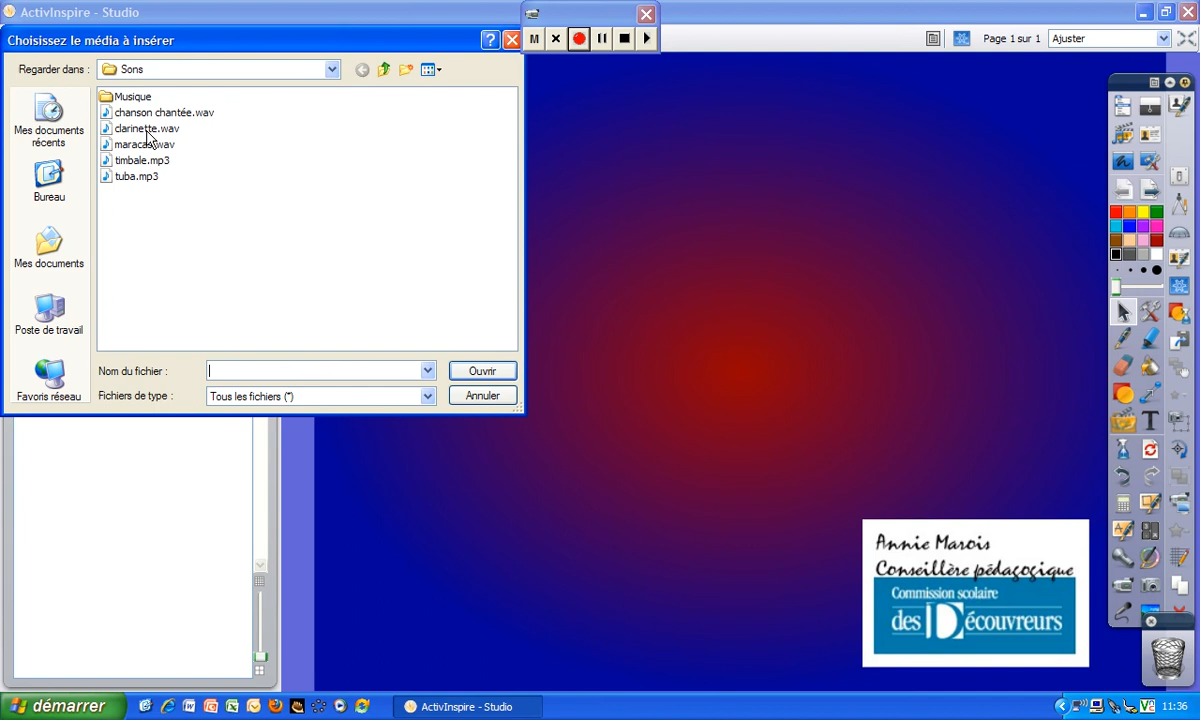 ActivInspire - Studio
Choisissez le média à insérer
Regarder dans :
Sons
Mes documents
récents
Bureau
Mes documents
Poste de travail
Favoris réseau
Musique
chanson chantée.wav
clarinette.wav
maracas.wav
timbale.mp3
tuba.mp3
Nom du fichier :
Ouvrir
Fichiers de type :
Tous les fichiers (*)
Annuler
M
Page 1 sur 1
Ajuster
T
Annie Marois
Conseillère pédagogique
Commission scolaire
des Découvreurs
démarrer
ActivInspire - Studio
11:36